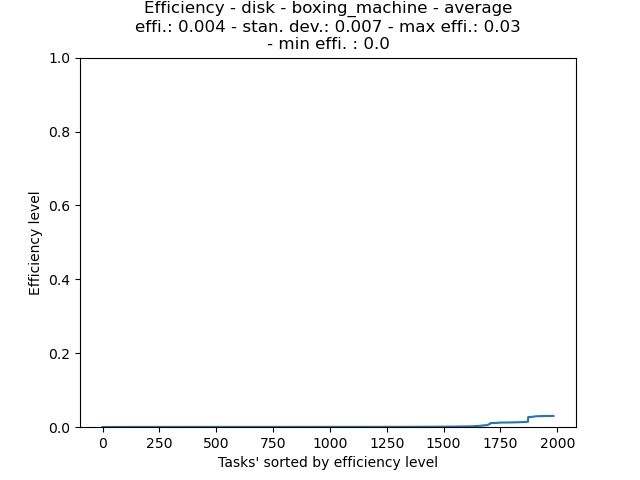 Efficiency - disk - boxing_machine - average
effi.: 0.004 - stan. dev.: 0.007 - max effi.: 0.03
- min effi. : 0.0
1.0
0.8
0.6
0.4
0.2
0.0
Efficiency level
0 250 500 750 1000 1250 1500 1750 2000
Tasks' sorted by efficiency level